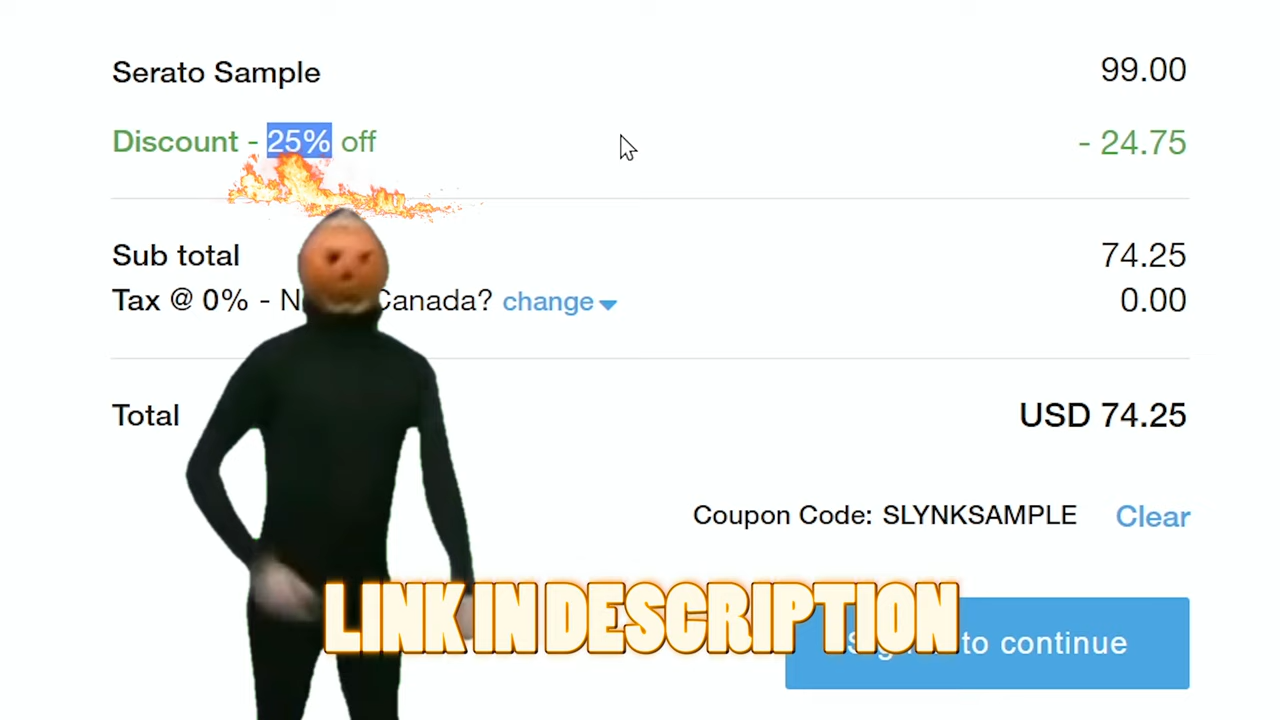 Serato Sample 99.00
Discount - 25% off - 24.75
Sub total 74.25
Tax @ 0% - Canada? change 0.00
Total USD 74.25
Coupon Code: SLYNKSAMPLE Clear
LINK IN DESCRIPTION
to continue